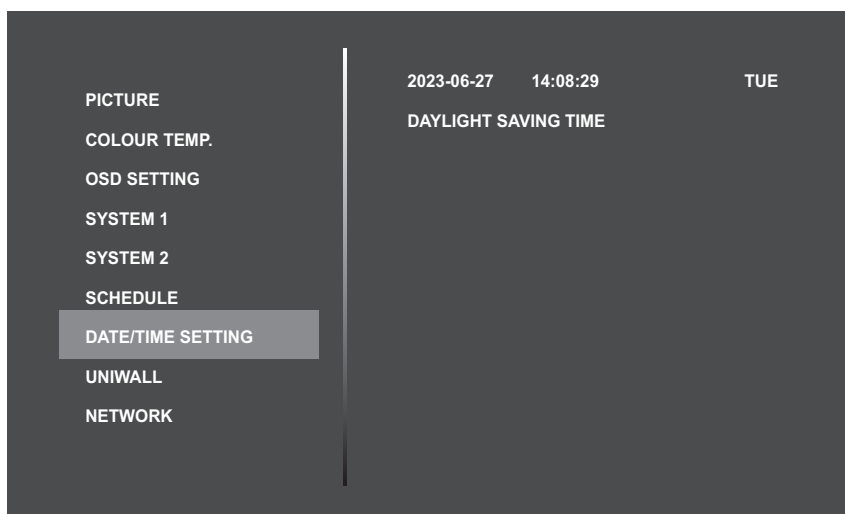 PICTURE
COLOUR TEMP.
OSD SETTING
SYSTEM 1
SYSTEM 2
SCHEDULE
DATE/TIME SETTING
UNIWALL
NETWORK
2023-06-27 14:08:29 TUE
DAYLIGHT SAVING TIME